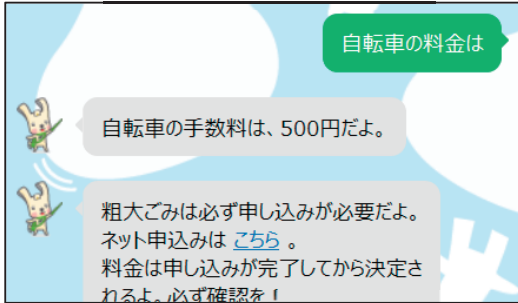 自転車の料金は
自転車の手数料は、500円だよ。
粗大ごみは必ず申し込みが必要だよ。
ネット申込みは こちら 。
料金は申し込みが完了してから決定さ
れるよ。必ず確認を！